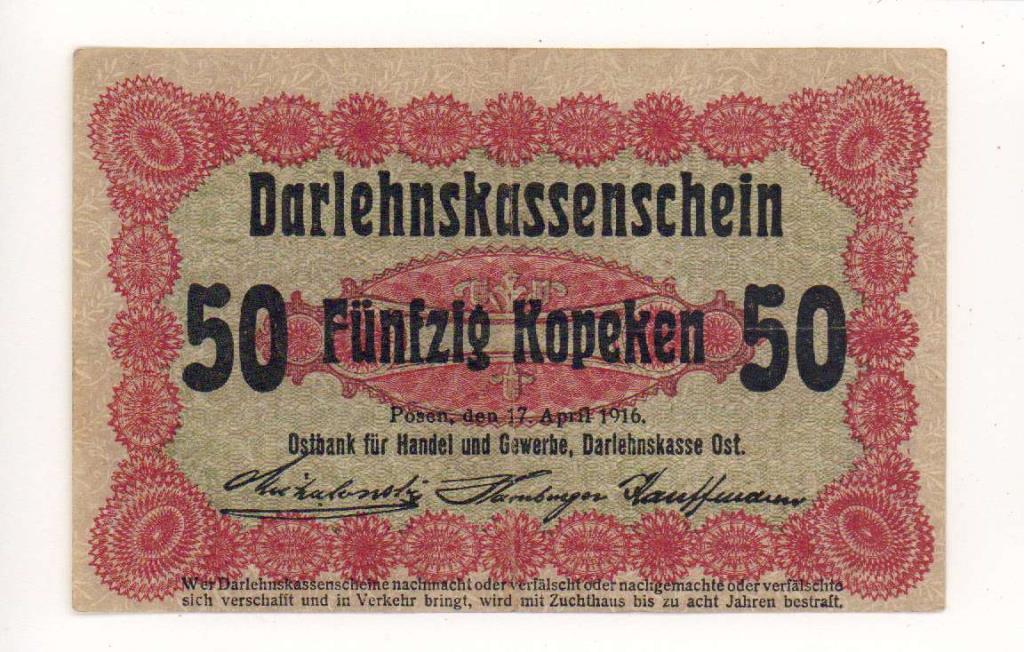 Darlehnskassenschein
50 Fünfzig Kopeken 50
Posen, den 17. April 1916.
Ostbank für Handel und Gewerbe, Darlehnskasse Ost.
Hamburger Kauffmann
Wer Darlehnskassenscheine nachmacht oder verfälscht oder nachgemachte oder verfälschte
sich verschafft und in Verkehr bringt, wird mit Zuchthaus bis zu acht Jahren bestraft.